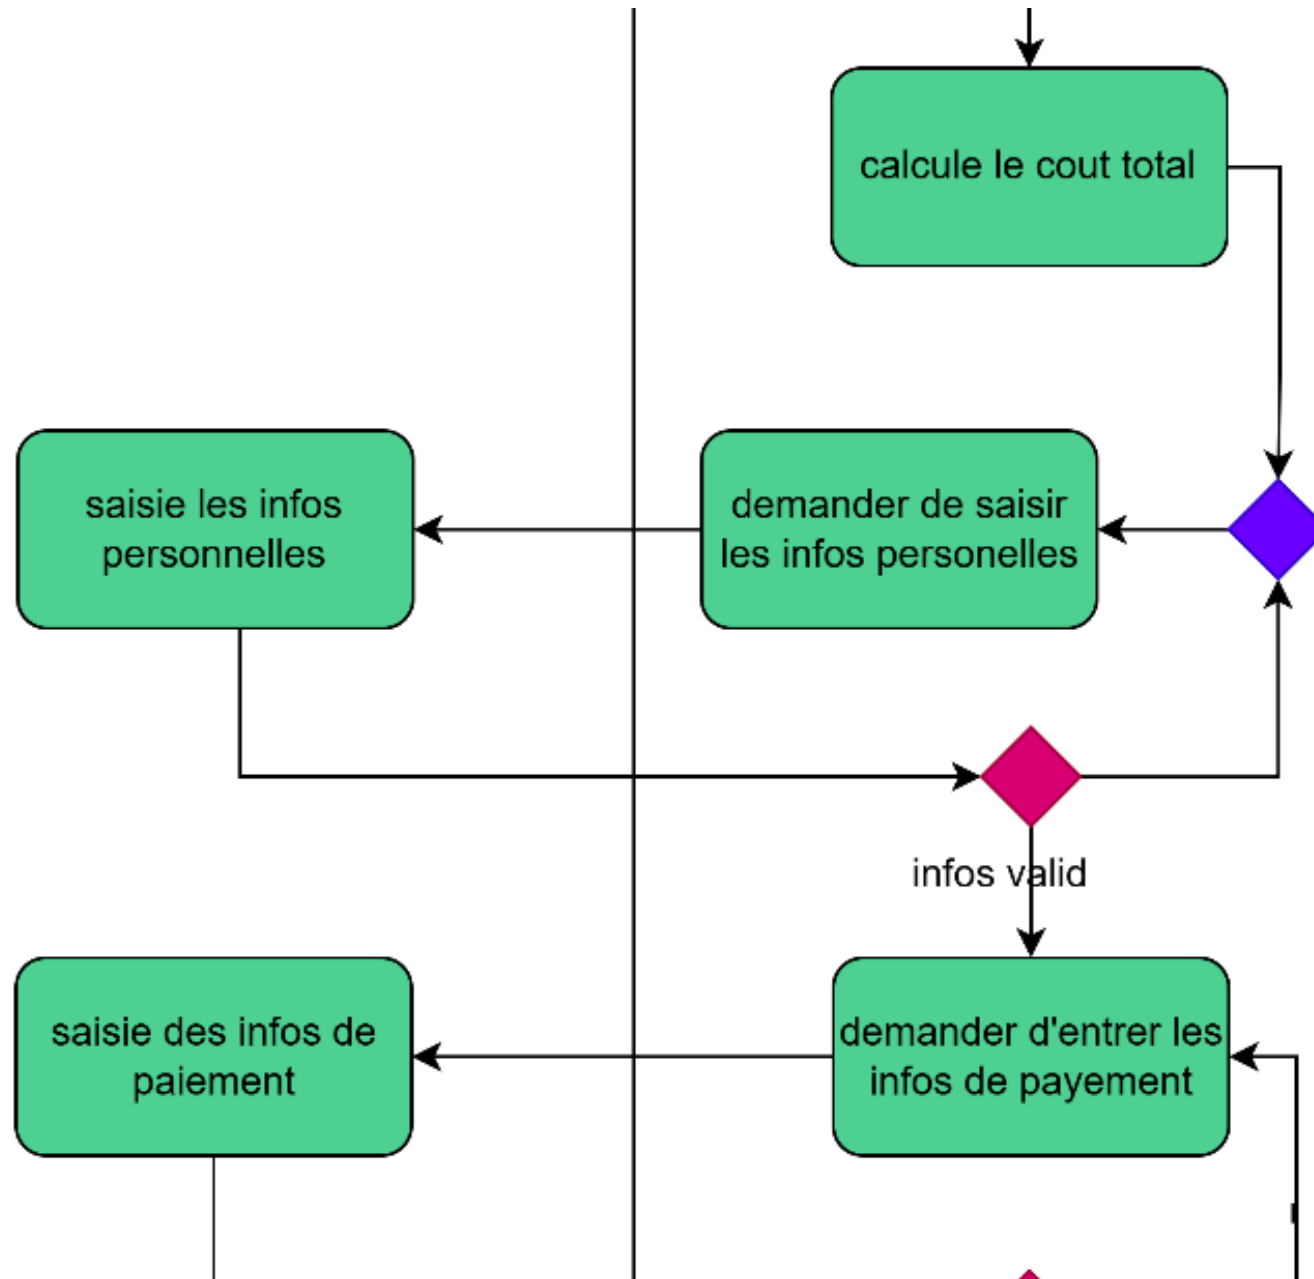 calcule le cout total
saisie les infos
personnelles
demander de saisir
les infos personelles
infos valid
saisie des infos de
paiement
demander d'entrer les
infos de payement